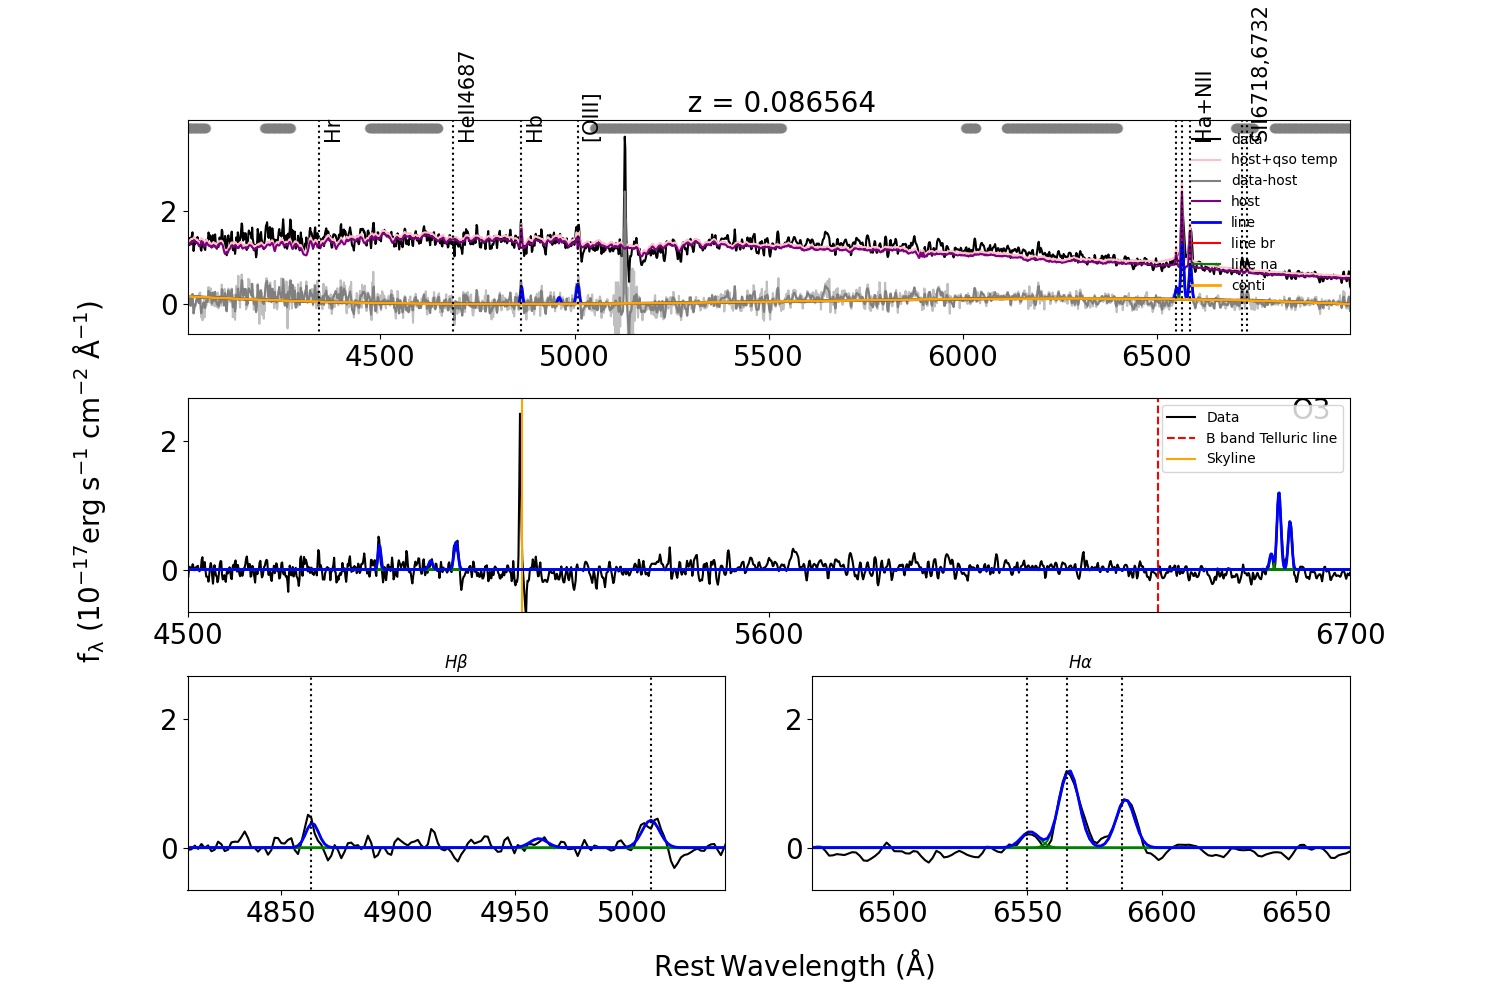 z = 0.086564
Hr
HeII4687
Hb
[OIII]
Ha+NII
SII6718,6732
data
host+qso temp
data-host
host
line
line br
line na
conti
2
0
4500
5000
5500
6000
6500
O3
Data
B band Telluric line
Skyline
2
0
4500
5600
6700
fλ (10⁻¹⁷erg s⁻¹ cm⁻² Å⁻¹)
Hβ
2
0
4850
4900
4950
5000
Hα
2
0
6500
6550
6600
6650
Rest Wavelength (Å)